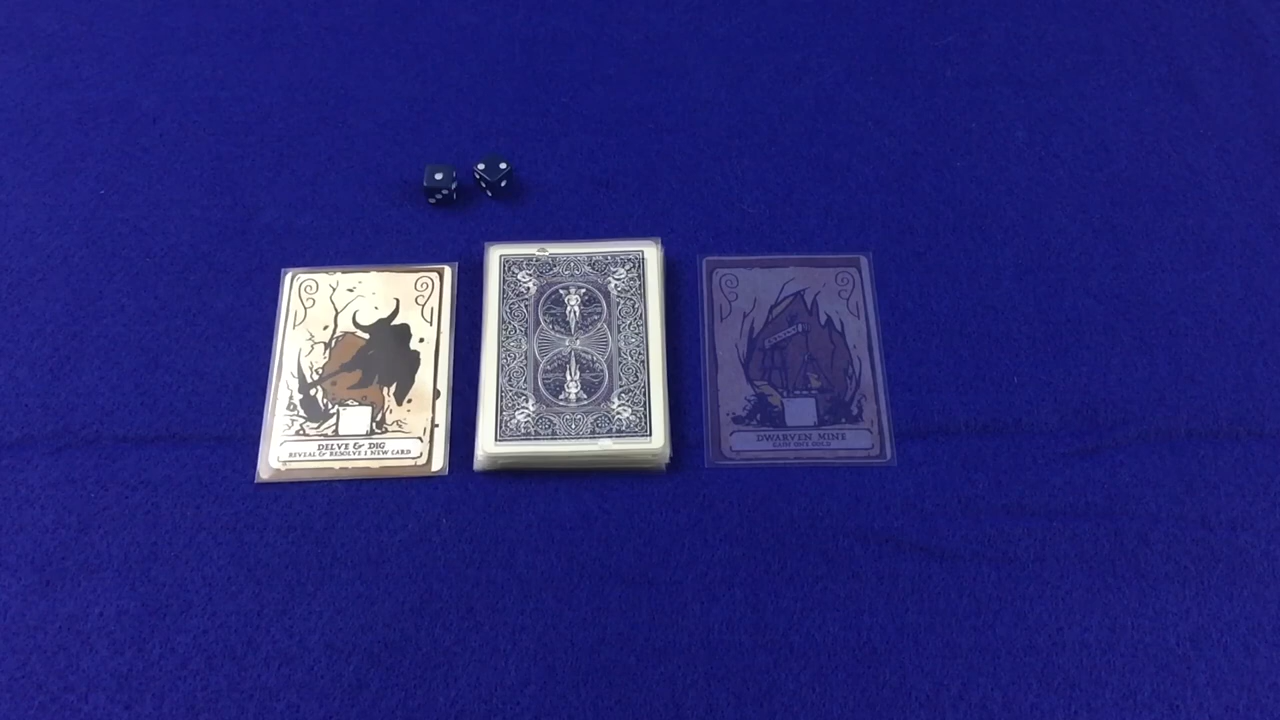 DELVE & DIG
REVEAL & RESOLVE 1 NEW CARD
DWARVEN MINE
GAIN ONE GOLD